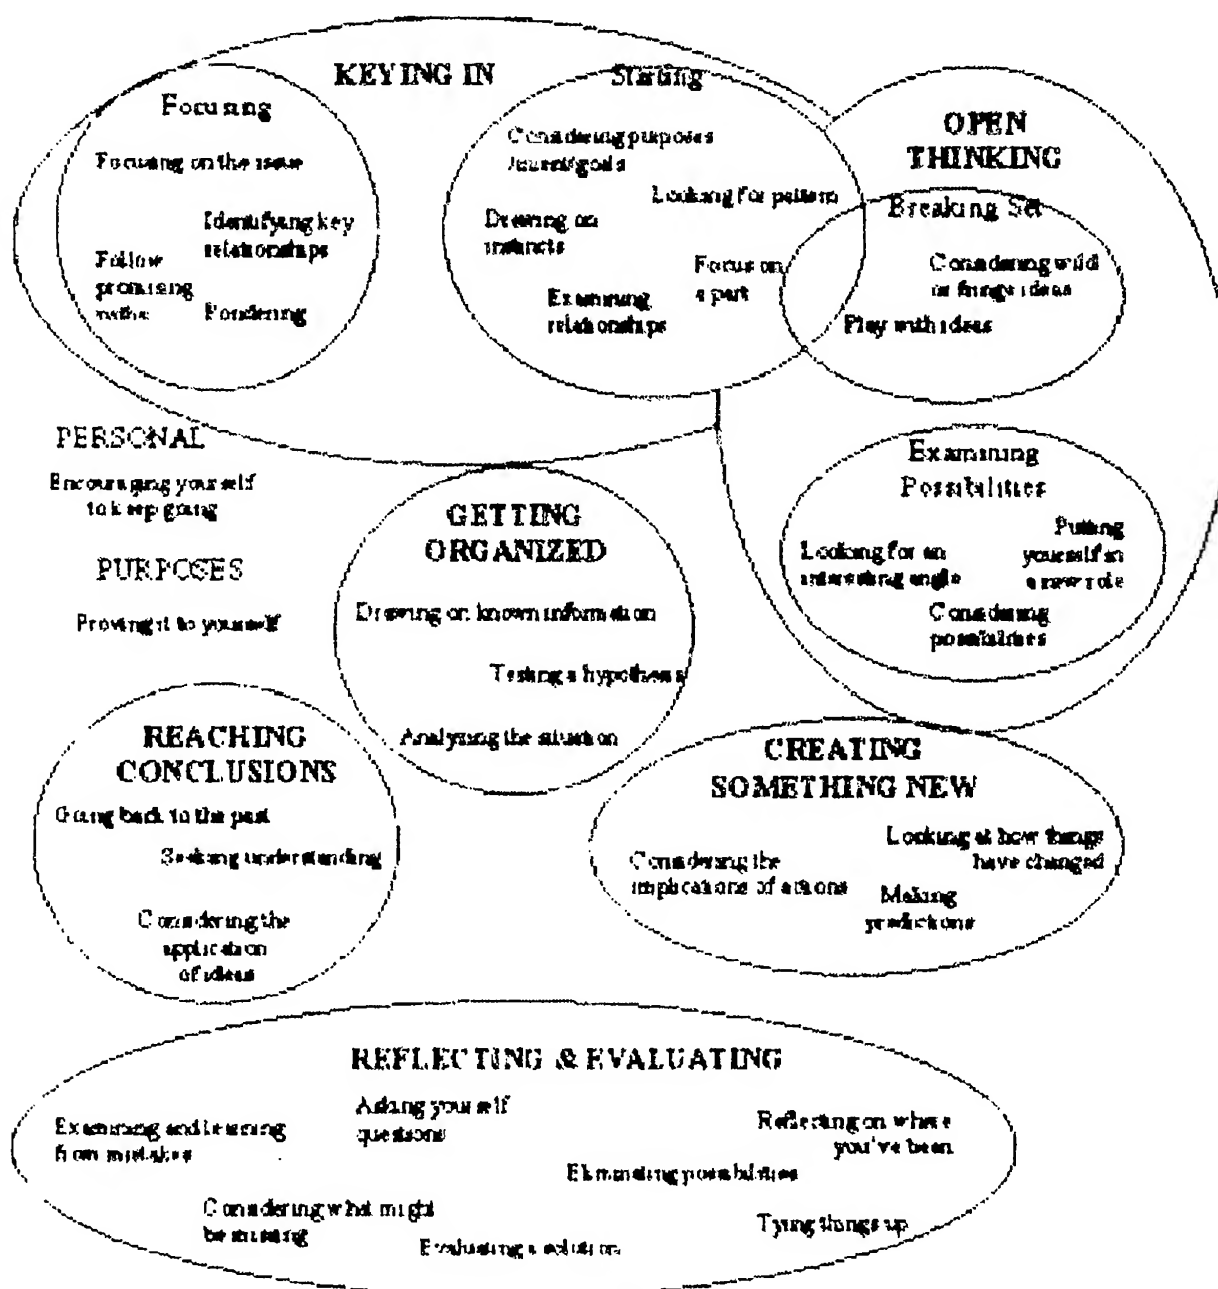 KEYING IN
Focusing
Focusing on the issue
Identifying key
relationships
Follow
promising
paths
Pondering
Starting
Considering purposes
/intent/goals
Looking for pattern
Drawing on
instincts
Focus on
a part
Examining
relationships
OPEN
THINKING
Breaking Set
Considering wild
or fringe ideas
Play with ideas
Examining
Possibilities
Putting
yourself in
a new role
Looking for an
interesting angle
Considering
possibilities
PERSONAL
Encouraging yourself
to keep going
PURPOSES
Proving it to yourself
GETTING
ORGANIZED
Drawing on known information
Testing a hypothesis
Analyzing the situation
REACHING
CONCLUSIONS
Going back to the past
Seeking understanding
Considering the
application
of ideas
CREATING
SOMETHING NEW
Looking at how things
have changed
Considering the
implications of actions
Making
predictions
REFLECTING & EVALUATING
Asking yourself
questions
Examining and learning
from mistakes
Reflecting on where
you've been
Eliminating possibilities
Considering what might
be missing
Tying things up
Evaluating a solution